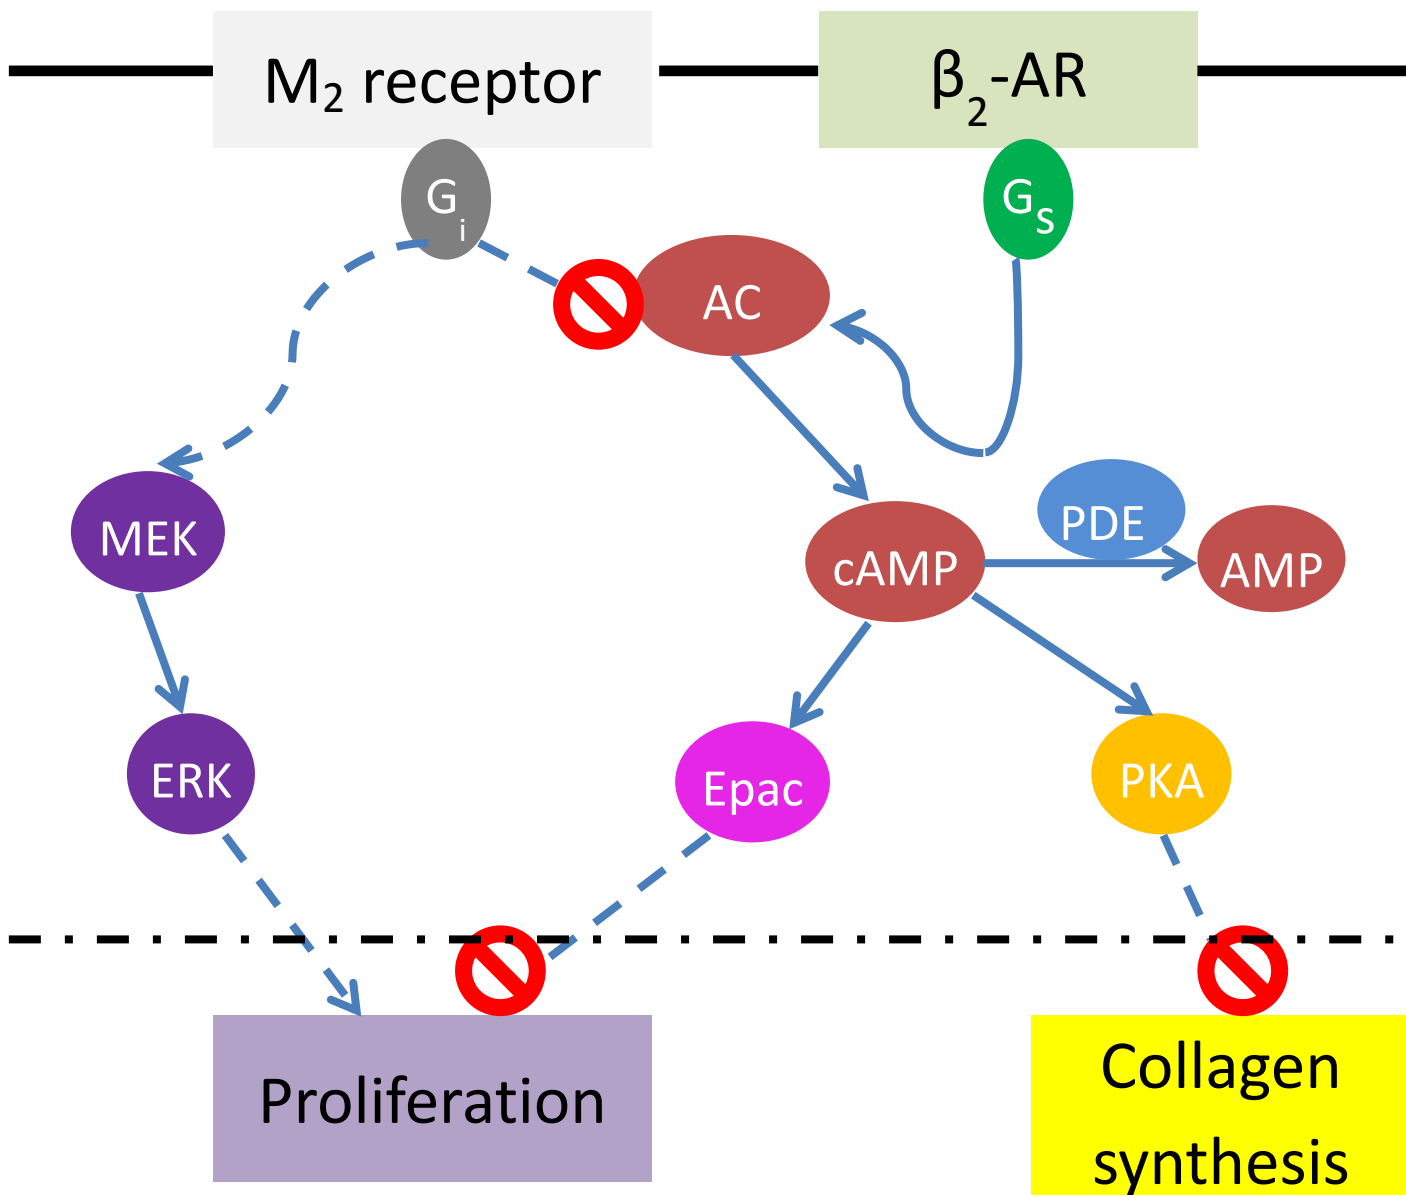 M₂ receptor
β₂-AR
Gᵢ
GS
AC
MEK
PDE
cAMP
AMP
ERK
Epac
PKA
Proliferation
Collagen
synthesis